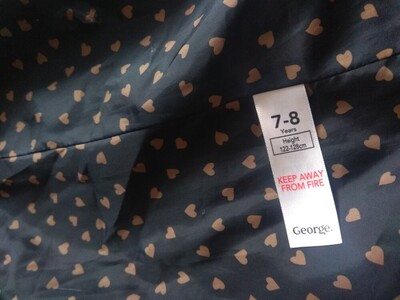 7-8
Years
Height
122-128cm
KEEP AWAY
FROM FIRE
George.